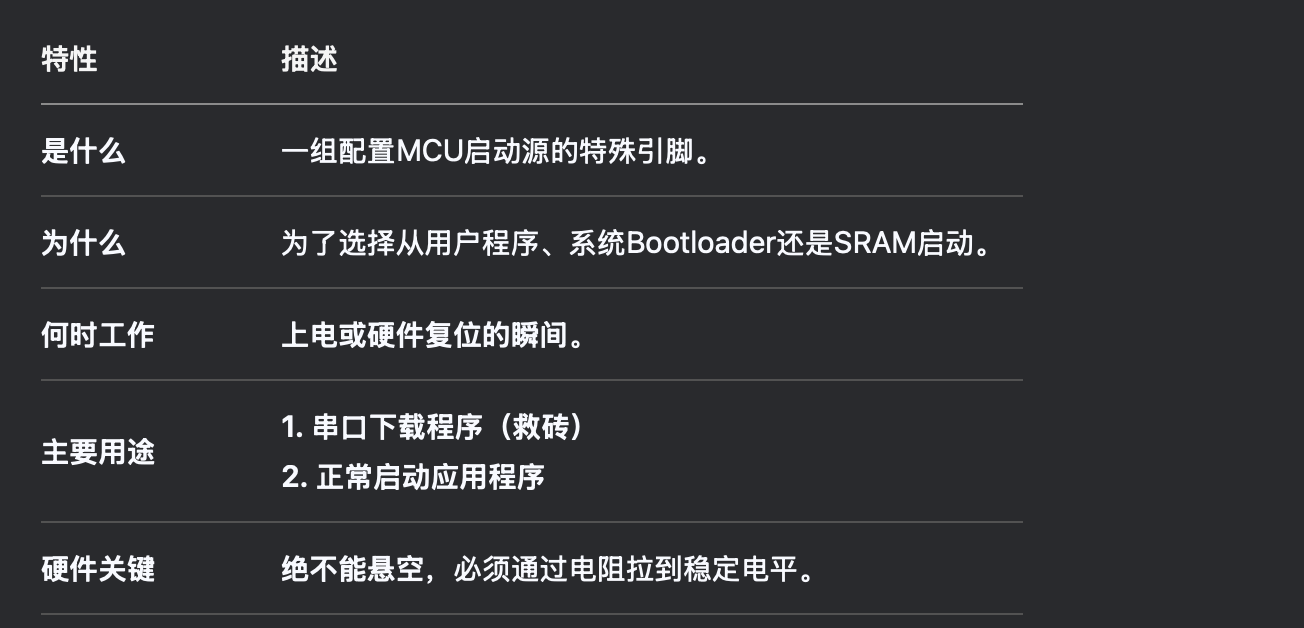 特性 描述
是什么 一组配置MCU启动源的特殊引脚。
为什么 为了选择从用户程序、系统Bootloader还是SRAM启动。
何时工作 上电或硬件复位的瞬间。
主要用途 1. 串口下载程序（救砖）
2. 正常启动应用程序
硬件关键 绝不能悬空，必须通过电阻拉到稳定电平。